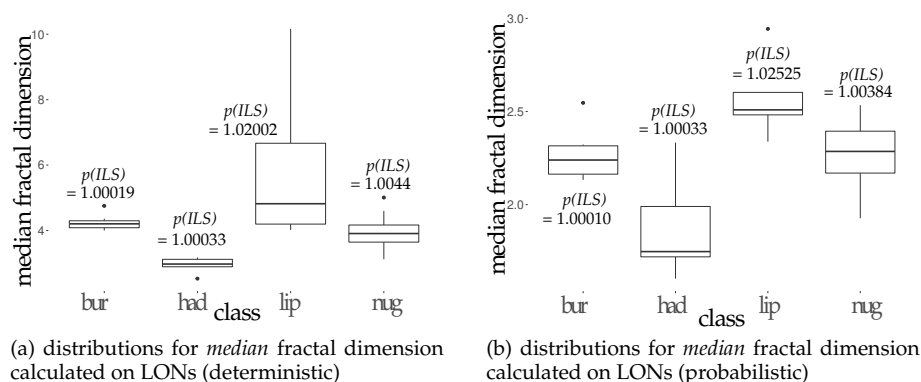 median fractal dimension
10
8
6
4
p(ILS)
= 1.00019
p(ILS)
= 1.00033
p(ILS)
= 1.02002
p(ILS)
= 1.0044
bur
had
lip
nug
class
(a) distributions for median fractal dimension
calculated on LONs (deterministic)
median fractal dimension
3.0
2.5
2.0
p(ILS)
= 1.00010
p(ILS)
= 1.00033
p(ILS)
= 1.02525
p(ILS)
= 1.00384
bur
had
lip
nug
class
(b) distributions for median fractal dimension
calculated on LONs (probabilistic)